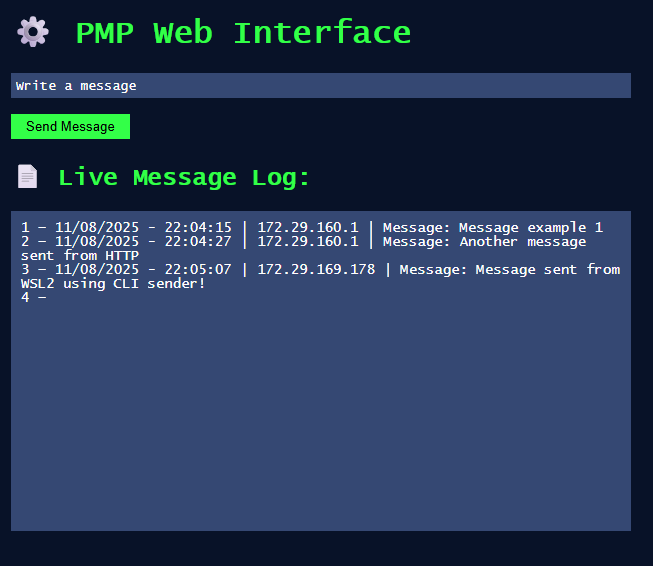 PMP Web Interface
Write a message
Send Message
Live Message Log:
1 – 11/08/2025 - 22:04:15 | 172.29.160.1 | Message: Message example 1
2 – 11/08/2025 - 22:04:27 | 172.29.160.1 | Message: Another message
sent from HTTP
3 – 11/08/2025 - 22:05:07 | 172.29.169.178 | Message: Message sent from
WSL2 using CLI sender!
4 –